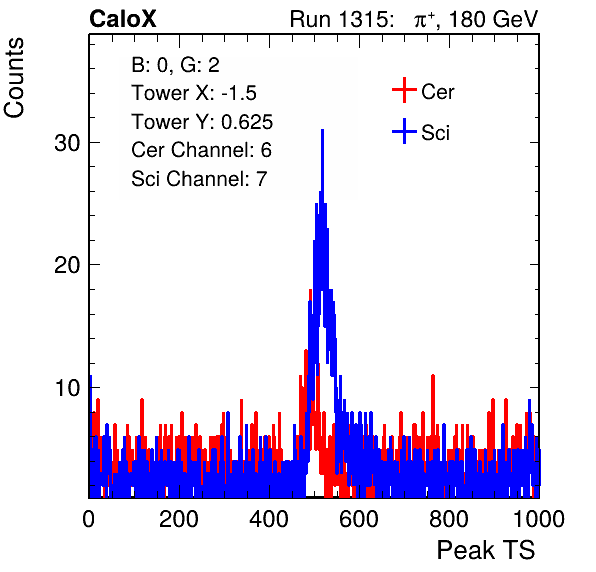 CaloX Run 1315: π⁺, 180 GeV
Counts
B: 0, G: 2
Tower X: -1.5
Tower Y: 0.625
Cer Channel: 6
Sci Channel: 7
Cer
Sci
30
20
10
0 200 400 600 800 1000
Peak TS